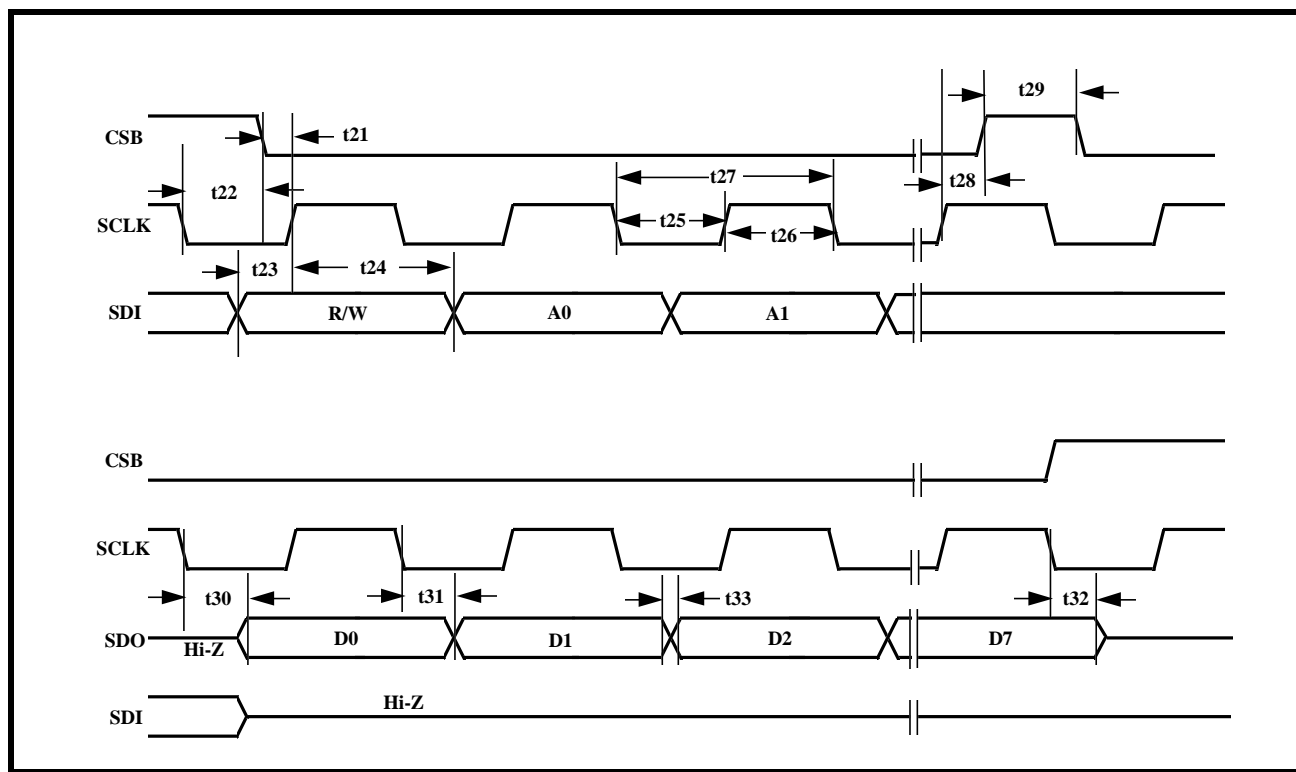 t29
CSB
t21
t27
t28
t22
t25
t26
SCLK
t23
t24
SDI
R/W
A0
A1
CSB
SCLK
t30
t31
t33
t32
SDO
Hi-Z
D0
D1
D2
D7
Hi-Z
SDI